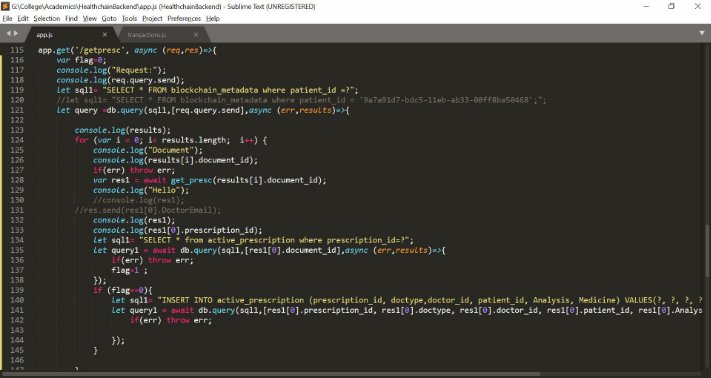 G:\College\Academics\HealthchainBackend\app.js (HealthchainBackend) - Sublime Text (UNREGISTERED)
File Edit Selection Find View Goto Tools Project Preferences Help
app.js transactions.js
115 app.get('/getpresc', async (req,res)=>{
116 var flag=0;
117 console.log("Request:");
118 console.log(req.query.send);
119 let sql1= "SELECT * FROM blockchain_metadata where patient_id =?";
120 //let sql1= "SELECT * FROM blockchain_metadata where patient_id = '9a7a91d7-bdc5-11eb-ab33-00ff8ba50468';";
121 let query =db.query(sql1,[req.query.send],async (err,results)=>{
122
123 console.log(results);
124 for (var i = 0; i< results.length; i++) {
125 console.log("Document");
126 console.log(results[i].document_id);
127 if(err) throw err;
128 var res1 = await get_presc(results[i].document_id);
129 console.log("Hello");
130 //console.log(res1);
131 //res.send(res1[0].DoctorEmail);
132 console.log(res1);
133 console.log(res1[0].prescription_id);
134 let sql1= "SELECT * from active_prescription where prescription_id=?";
135 let query1 = await db.query(sql1,[res1[0].document_id],async (err,results)=>{
136 if(err) throw err;
137 flag=1 ;
138 });
139 if (flag==0){
140 let sql1= "INSERT INTO active_prescription (prescription_id, doctype,doctor_id, patient_id, Analysis, Medicine) VALUES(?, ?, ?, ?
141 let query1 = await db.query(sql1,[res1[0].prescription_id, res1[0].doctype, res1[0].doctor_id, res1[0].patient_id, res1[0].Analys
142 if(err) throw err;
143
144 });
145 }
146
147 }